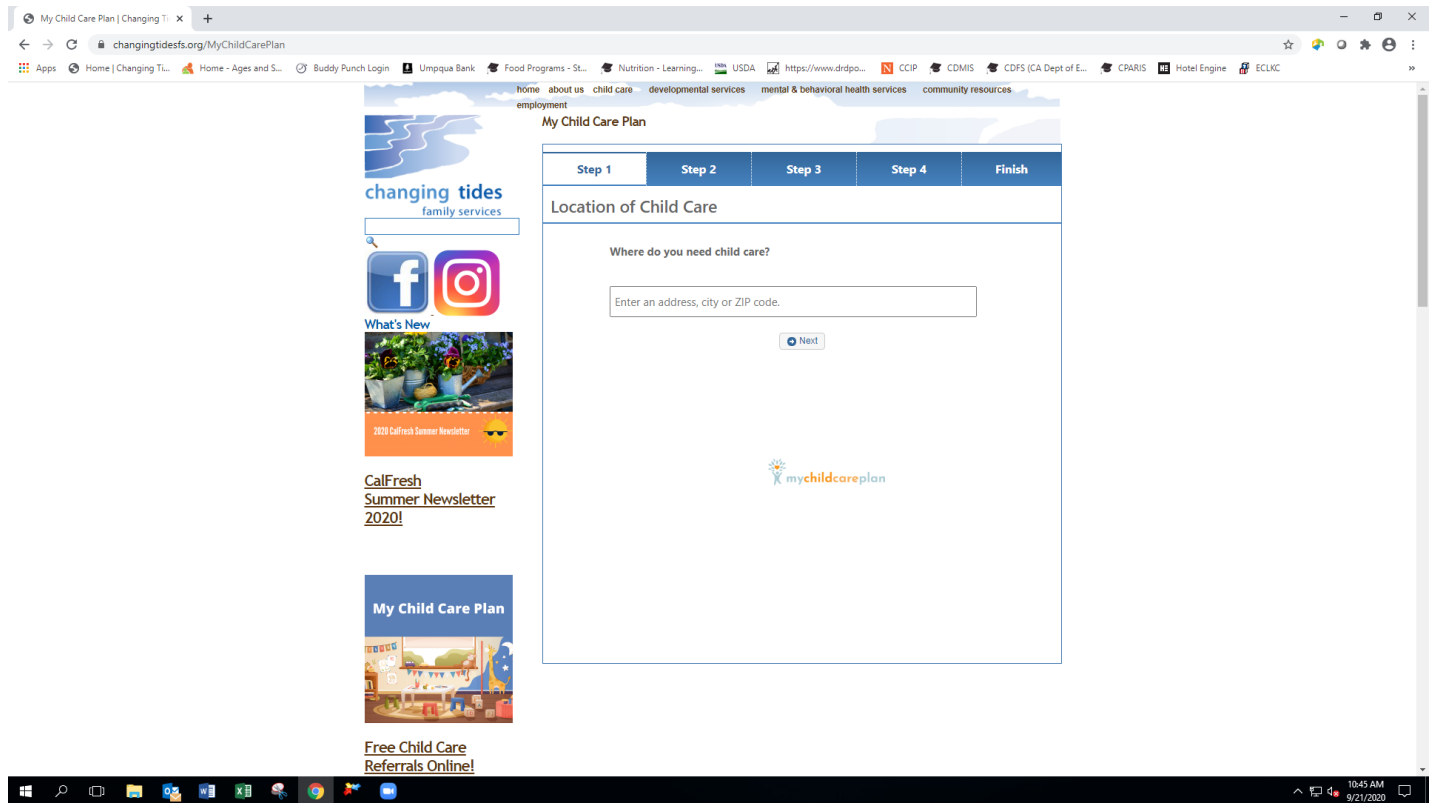 My Child Care Plan | Changing Ti
changingtidesfs.org/MyChildCarePlan
Apps Home | Changing Ti... Home - Ages and S... Buddy Punch Login Umpqua Bank Food Programs - St... Nutrition - Learning... USDA https://www.drdpo... CCIP CDMIS CDFS (CA Dept of E... CPARIS Hotel Engine ECLKC »
home about us child care developmental services mental & behavioral health services community resources
employment
My Child Care Plan
Step 1 Step 2 Step 3 Step 4 Finish
changing tides
family services
Location of Child Care
Where do you need child care?
Enter an address, city or ZIP code.
Next
What's New
2020 CalFresh Summer Newsletter
mychildcareplan
CalFresh
Summer Newsletter
2020!
My Child Care Plan
Free Child Care
Referrals Online!
10:45 AM
9/21/2020